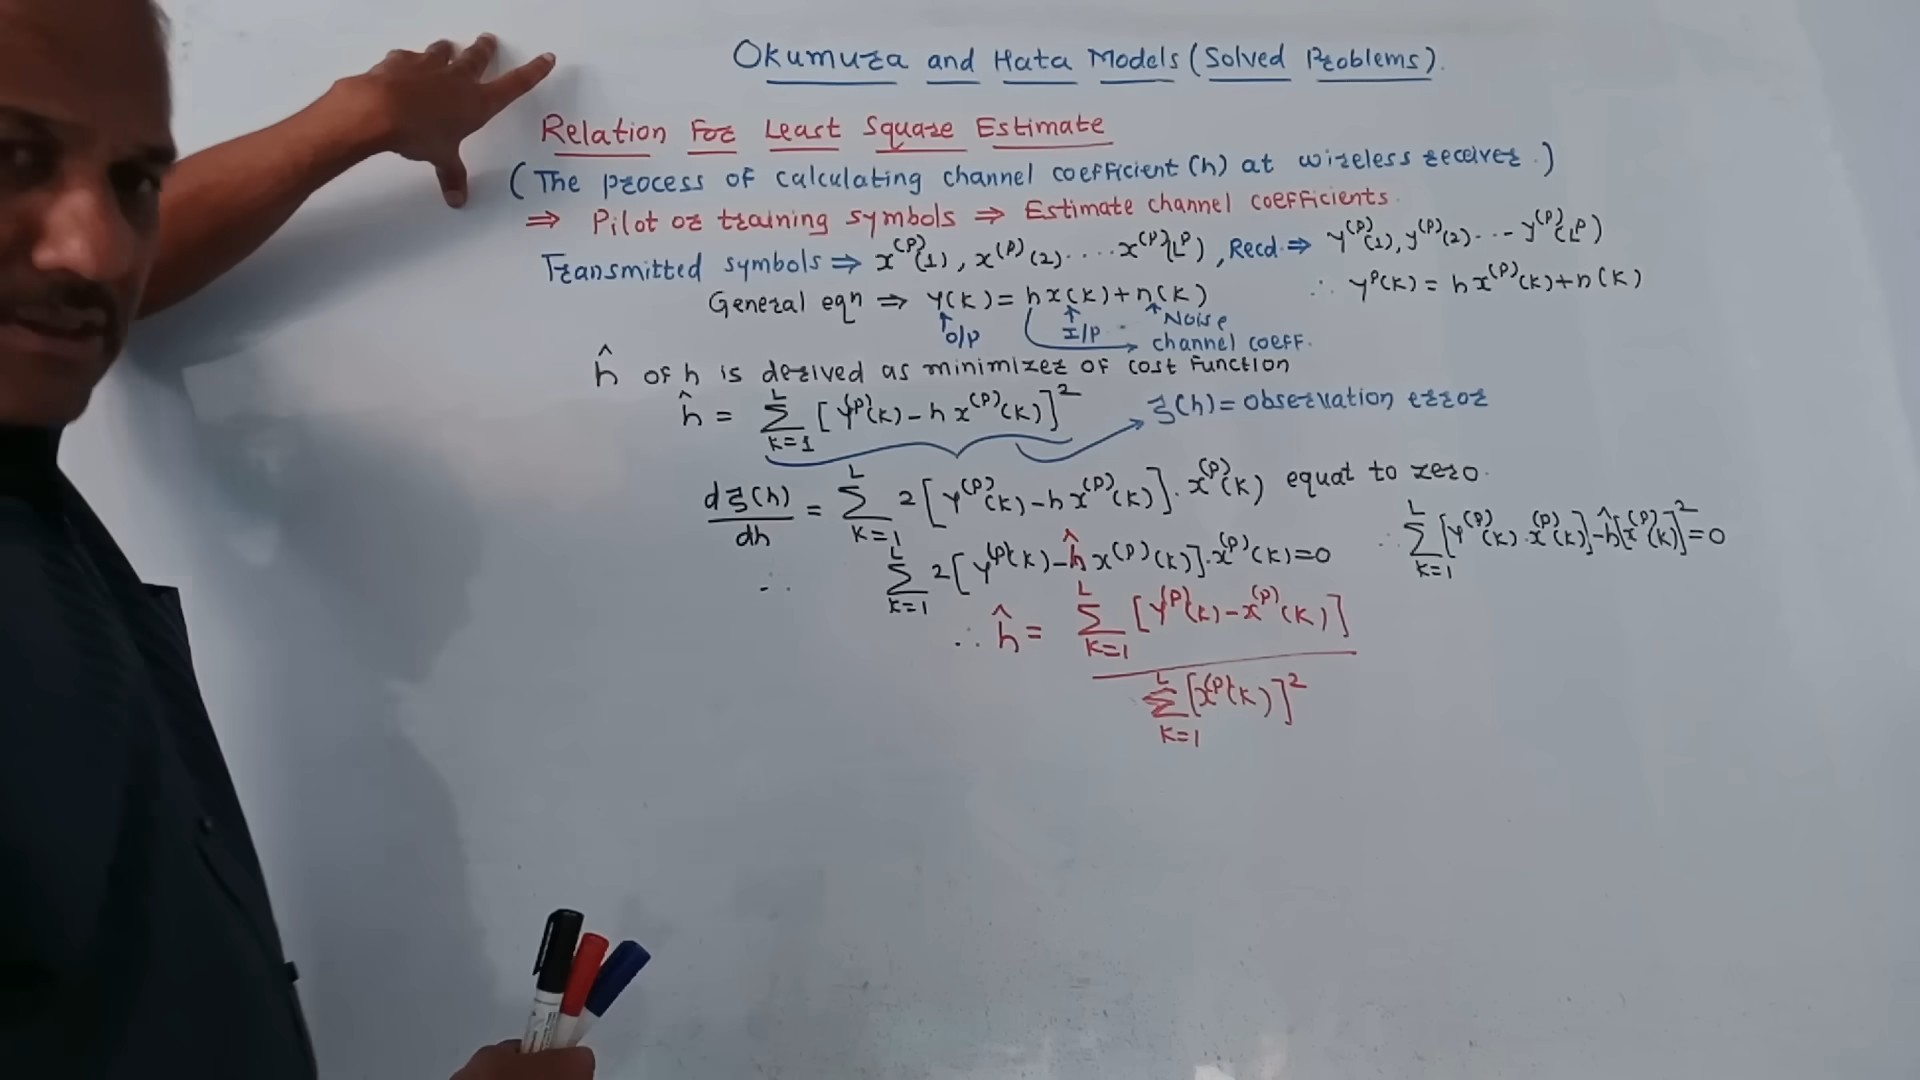 Okumura and Hata Models (Solved Problems).
Relation For Least Square Estimate
(The process of calculating channel coefficient (h) at wireless receiver.)
⇒ Pilot or training symbols ⇒ Estimate channel coefficients.
Transmitted symbols ⇒ x^(P)(1), x^(P)(2)....x^(P)(L^P), Recd. ⇒ y^(P)(1), y^(P)(2)...- y^(P)(L^P)
General eqn ⇒ y(k) = h x(k) + n(k) ∴ y^P(k) = h x^(P)(k) + n(k)
↑ O/P ↑ I/P ↑ Noise
channel coeff.
ĥ of h is derived as minimizer of cost function
ĥ = Σ_{k=1}^{L} [y^(P)(k) - h x^(P)(k)]^2 → ξ(h) = observation error
dξ(h)/dh = Σ_{k=1}^{L} 2[y^(P)(k) - h x^(P)(k)].x^(P)(k) equal to zero.
∴ Σ_{k=1}^{L} 2[y^(P)(k) - ĥ x^(P)(k)].x^(P)(k) = 0 ∴ Σ_{k=1}^{L} [y^(P)(k).x^(P)(k)] - ĥ[x^(P)(k)]^2 = 0
∴ ĥ = Σ_{k=1}^{L} [y^(P)(k) - x^(P)(k)]
Σ_{k=1}^{L} [x^(P)(k)]^2